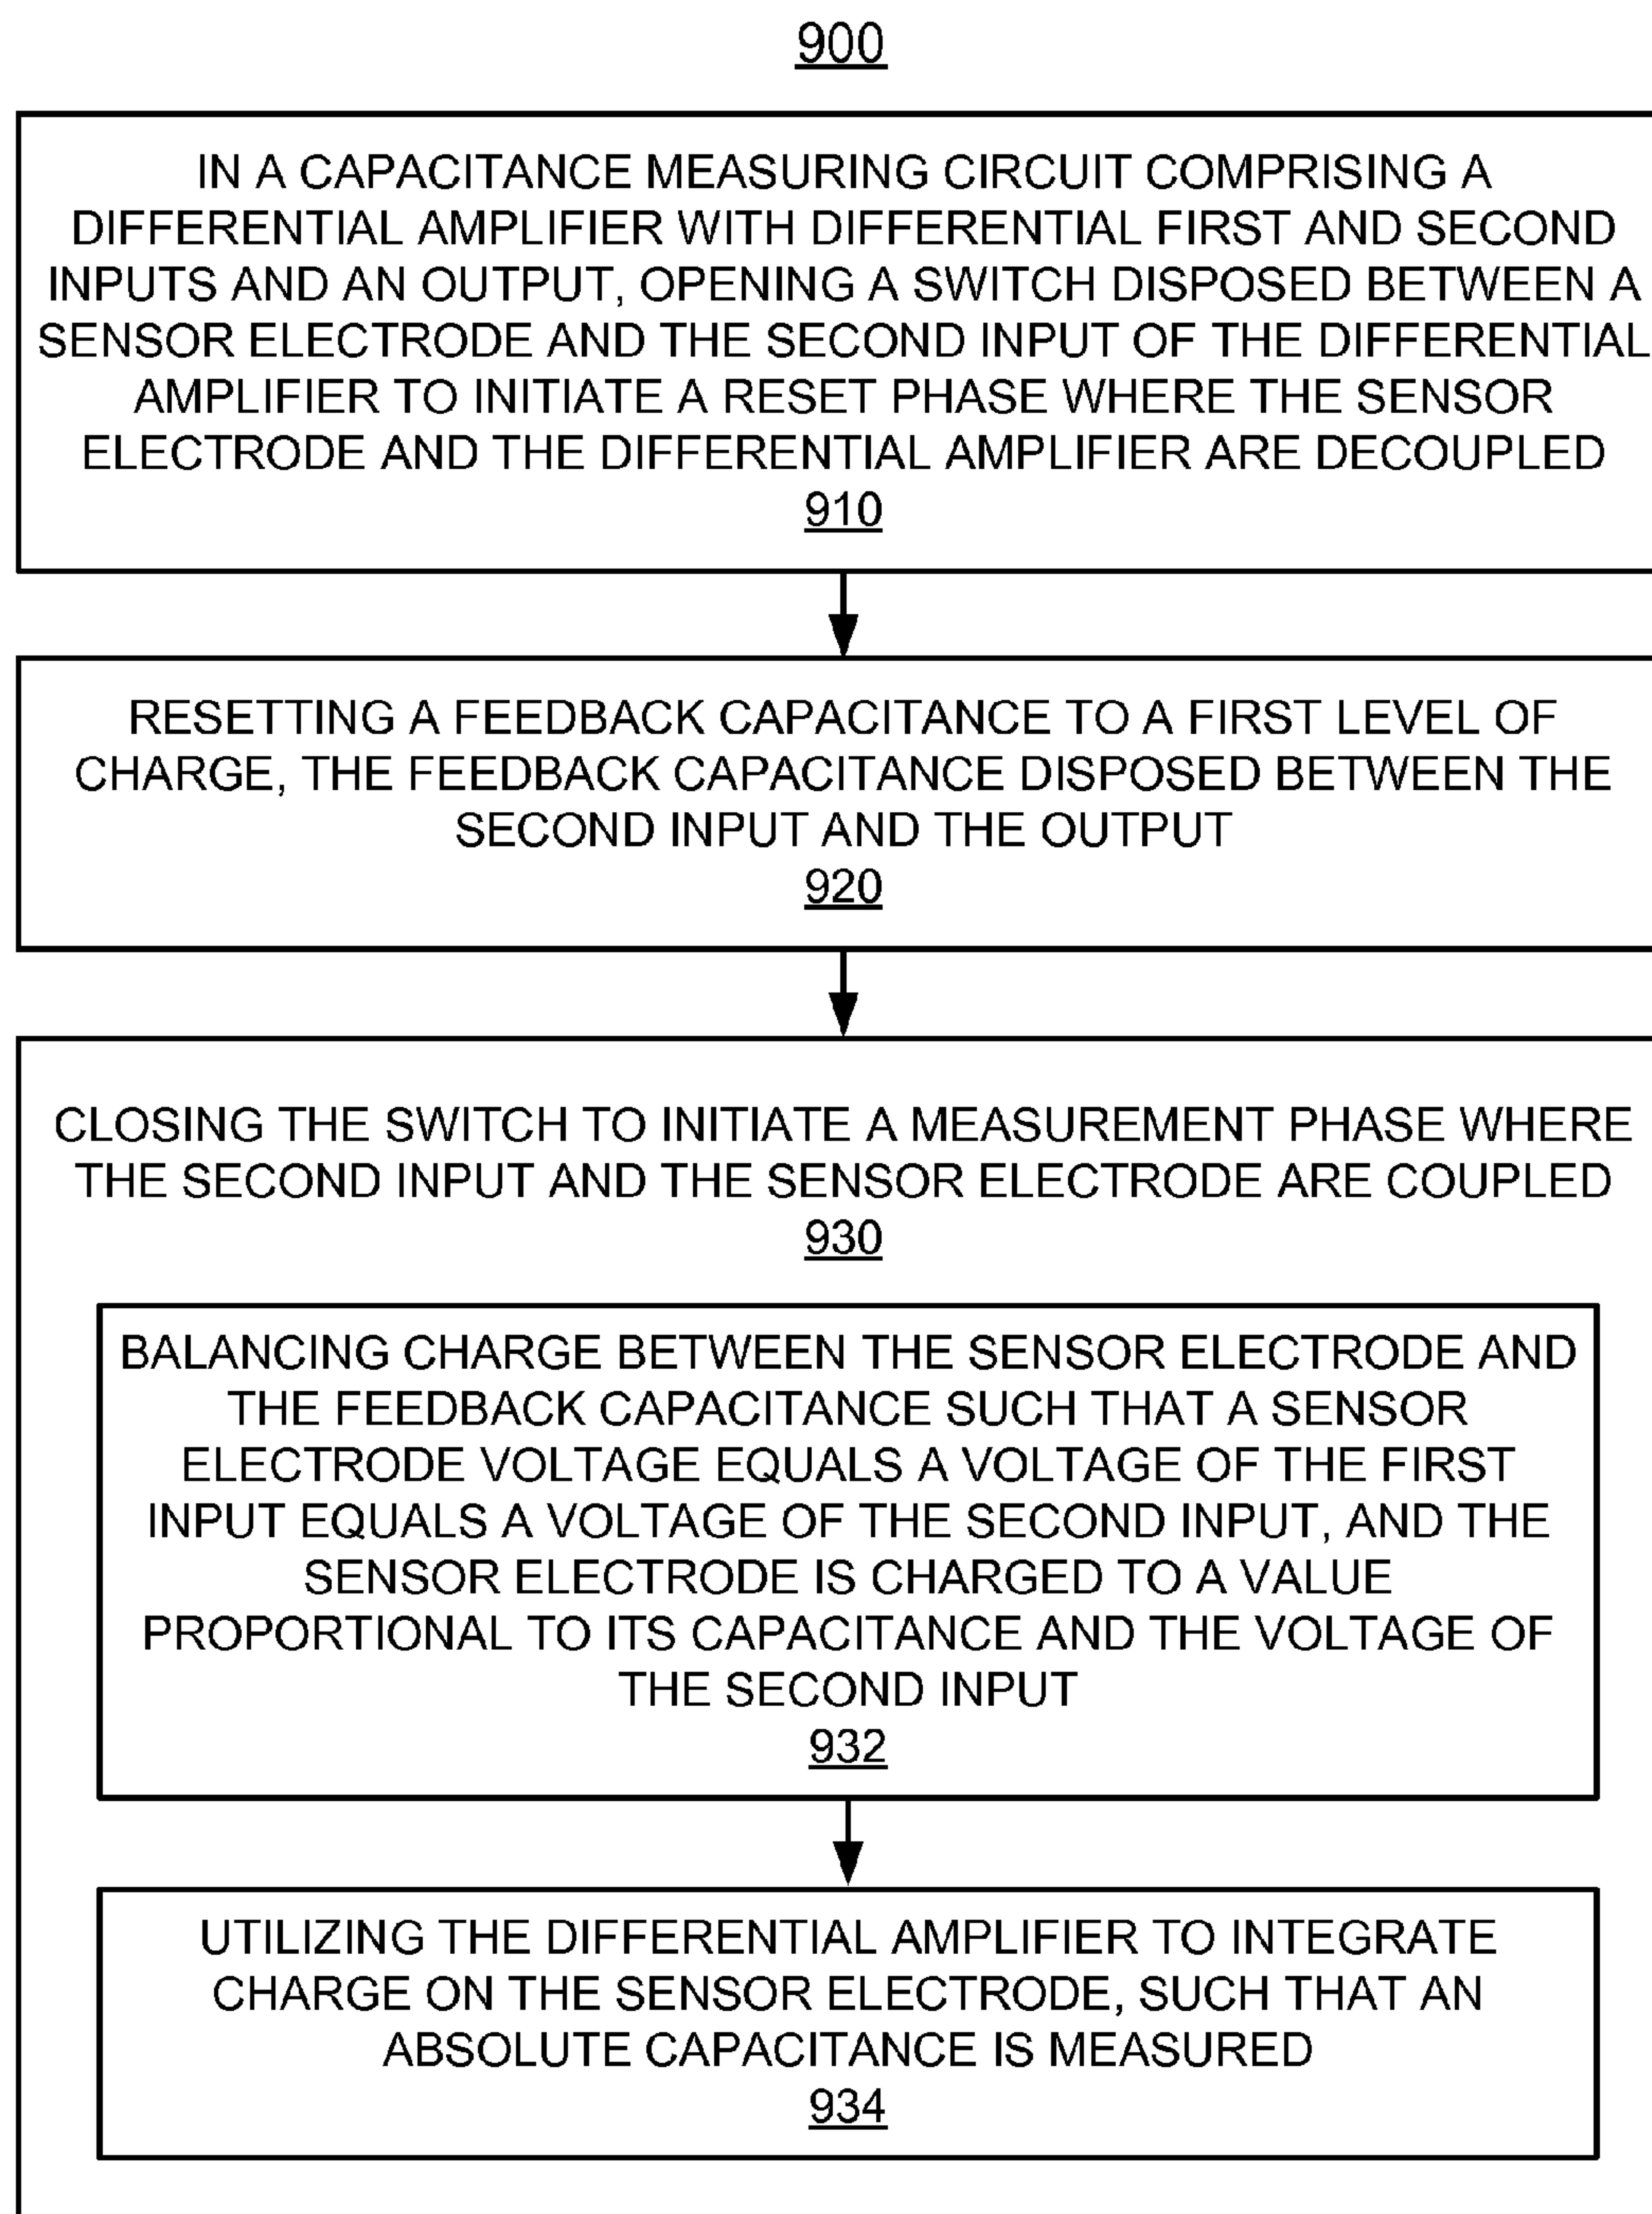 900
IN A CAPACITANCE MEASURING CIRCUIT COMPRISING A
DIFFERENTIAL AMPLIFIER WITH DIFFERENTIAL FIRST AND SECOND
INPUTS AND AN OUTPUT, OPENING A SWITCH DISPOSED BETWEEN A
SENSOR ELECTRODE AND THE SECOND INPUT OF THE DIFFERENTIAL
AMPLIFIER TO INITIATE A RESET PHASE WHERE THE SENSOR
ELECTRODE AND THE DIFFERENTIAL AMPLIFIER ARE DECOUPLED
910
RESETTING A FEEDBACK CAPACITANCE TO A FIRST LEVEL OF
CHARGE, THE FEEDBACK CAPACITANCE DISPOSED BETWEEN THE
SECOND INPUT AND THE OUTPUT
920
CLOSING THE SWITCH TO INITIATE A MEASUREMENT PHASE WHERE
THE SECOND INPUT AND THE SENSOR ELECTRODE ARE COUPLED
930
BALANCING CHARGE BETWEEN THE SENSOR ELECTRODE AND
THE FEEDBACK CAPACITANCE SUCH THAT A SENSOR
ELECTRODE VOLTAGE EQUALS A VOLTAGE OF THE FIRST
INPUT EQUALS A VOLTAGE OF THE SECOND INPUT, AND THE
SENSOR ELECTRODE IS CHARGED TO A VALUE
PROPORTIONAL TO ITS CAPACITANCE AND THE VOLTAGE OF
THE SECOND INPUT
932
UTILIZING THE DIFFERENTIAL AMPLIFIER TO INTEGRATE
CHARGE ON THE SENSOR ELECTRODE, SUCH THAT AN
ABSOLUTE CAPACITANCE IS MEASURED
934